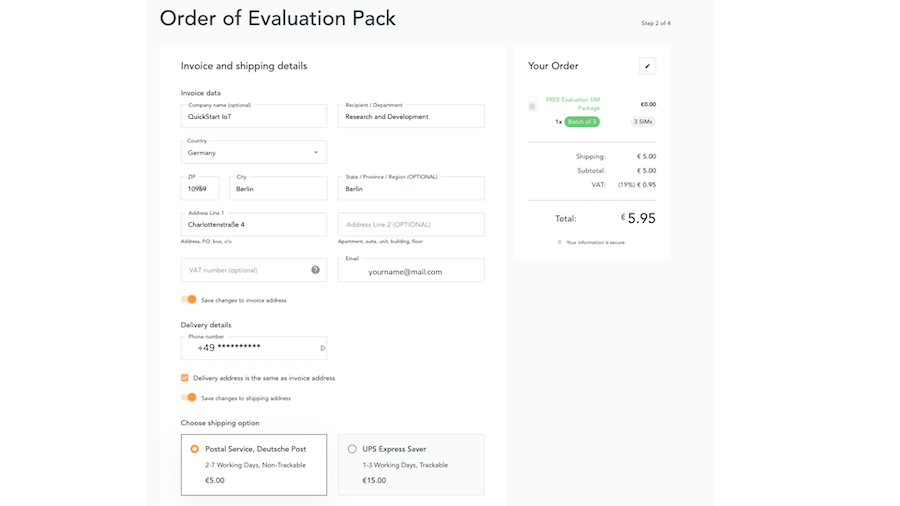 Order of Evaluation Pack
Step 2 of 4
Invoice and shipping details
Invoice data
Company name (optional)
QuickStart IoT
Recipient / Department
Research and Development
Country
Germany
ZIP
City
Berlin
State / Province / Region (OPTIONAL)
Berlin
Address Line 1
Charlottenstraße 4
Address, P.O. box, c/o
Address Line 2 (OPTIONAL)
Apartment, suite, unit, building, floor
VAT number (optional)
?
Email
yourname@mail.com
Save changes to invoice address
Delivery details
Phone number
+49 **********
Delivery address is the same as invoice address
Save changes to shipping address
Choose shipping option
Postal Service, Deutsche Post
2-7 Working Days, Non-Trackable
€5.00
UPS Express Saver
1-3 Working Days, Trackable
€15.00
Your Order
FREE Evaluation SIM
Package
€0.00
1x Batch of 3
3 SIMs
Shipping: € 5.00
Subtotal: € 5.00
VAT: (19%) € 0.95
Total: € 5.95
Your information is secure.